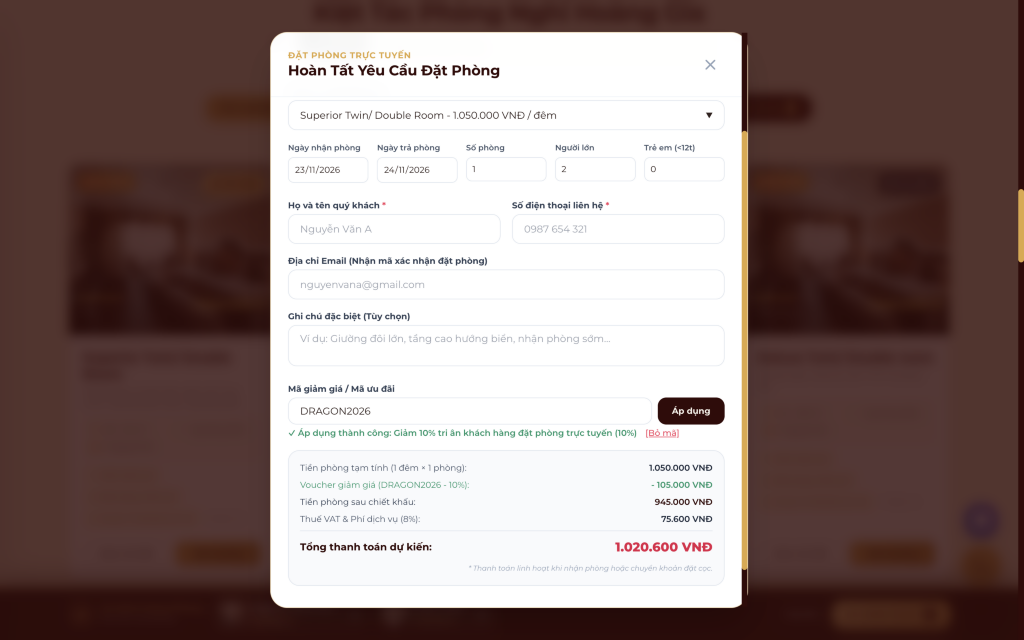 ĐẶT PHÒNG TRỰC TUYẾN
Hoàn Tất Yêu Cầu Đặt Phòng
Superior Twin/ Double Room - 1.050.000 VNĐ / đêm
Ngày nhận phòng Ngày trả phòng Số phòng Người lớn Trẻ em (<12t)
23/11/2026 24/11/2026 1 2 0
Họ và tên quý khách * Số điện thoại liên hệ *
Nguyễn Văn A 0987 654 321
Địa chỉ Email (Nhận mã xác nhận đặt phòng)
nguyenvana@gmail.com
Ghi chú đặc biệt (Tùy chọn)
Ví dụ: Giường đôi lớn, tầng cao hướng biển, nhận phòng sớm...
Mã giảm giá / Mã ưu đãi
DRAGON2026 Áp dụng
✓ Áp dụng thành công: Giảm 10% tri ân khách hàng đặt phòng trực tuyến (10%) [Bỏ mã]
Tiền phòng tạm tính (1 đêm × 1 phòng): 1.050.000 VNĐ
Voucher giảm giá (DRAGON2026 - 10%): - 105.000 VNĐ
Tiền phòng sau chiết khấu: 945.000 VNĐ
Thuế VAT & Phí dịch vụ (8%): 75.600 VNĐ
Tổng thanh toán dự kiến: 1.020.600 VNĐ
* Thanh toán linh hoạt khi nhận phòng hoặc chuyển khoản đặt cọc.